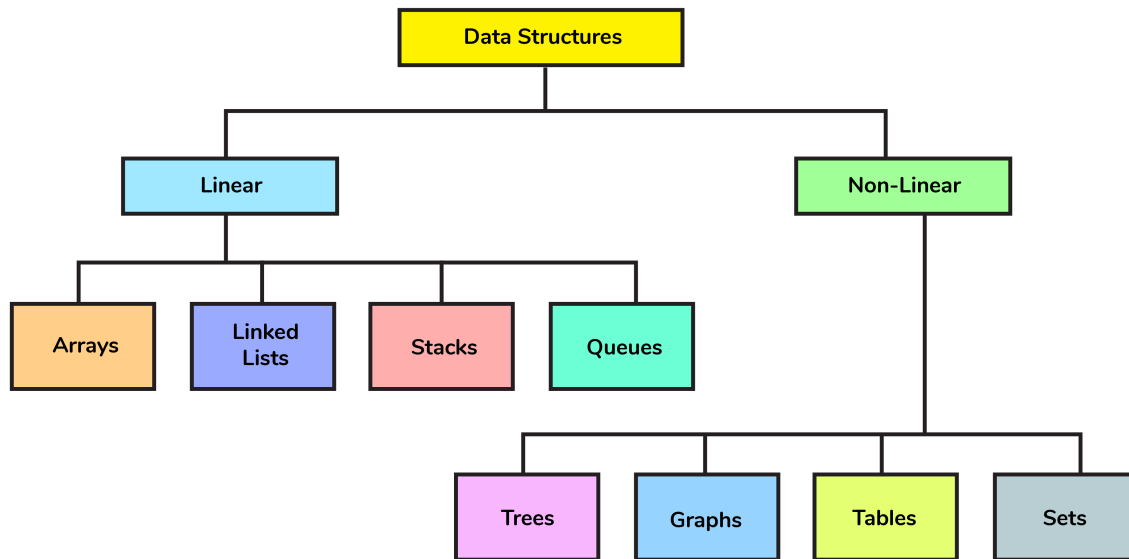 Data Structures
Linear
Non-Linear
Arrays
Linked
Lists
Stacks
Queues
Trees
Graphs
Tables
Sets